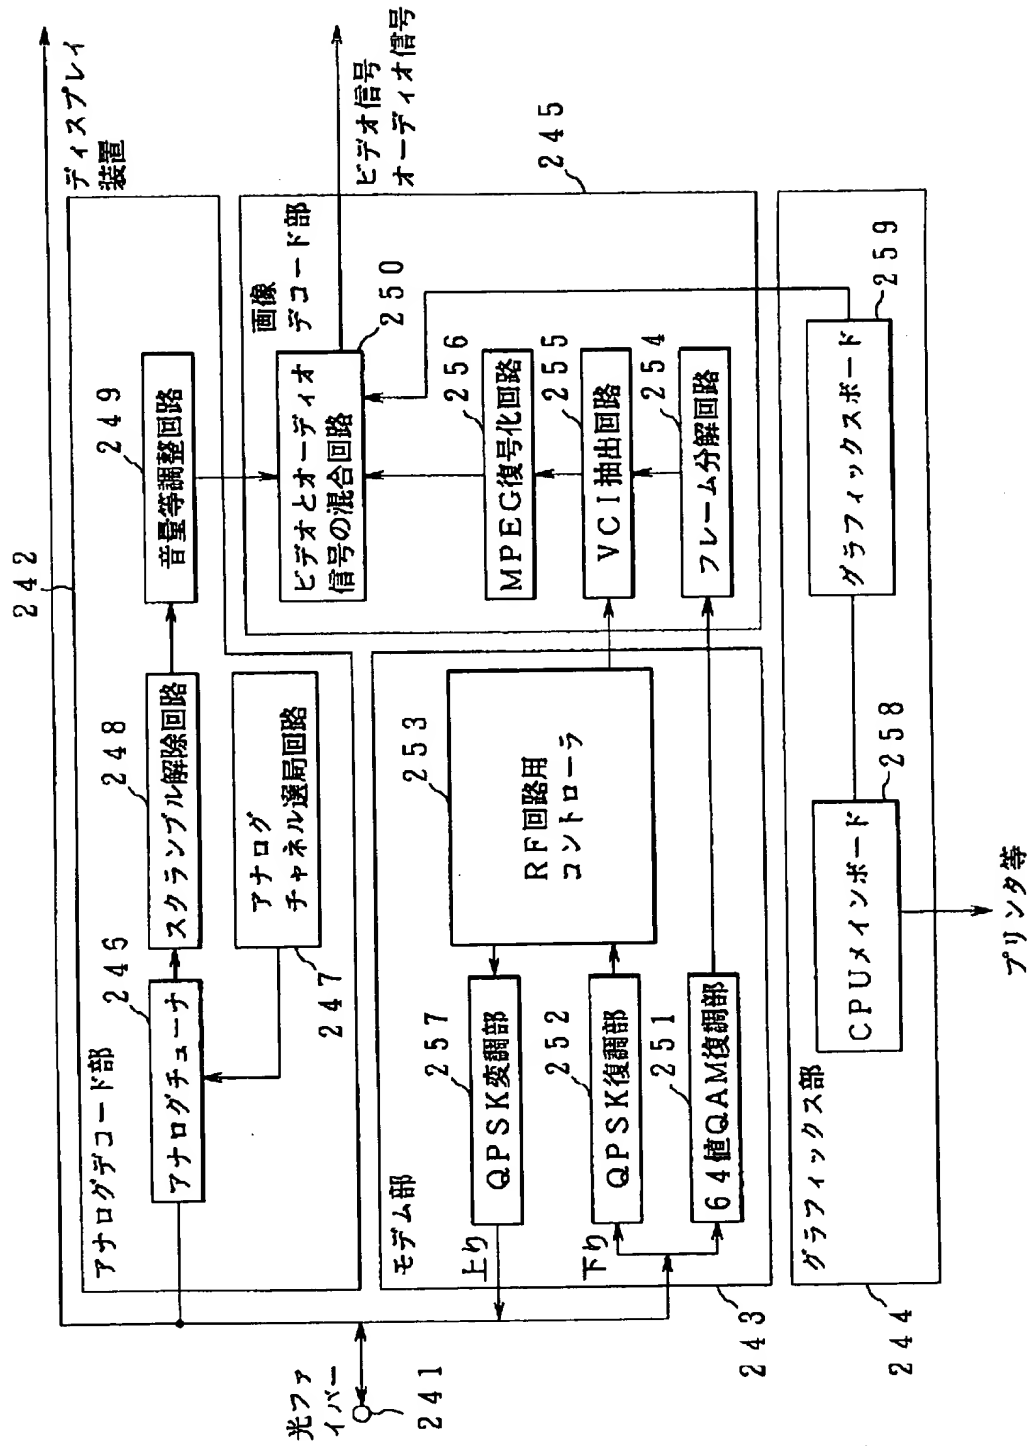 242
ディスプレイ
装置
アナログデコード部
246
アナログチューナ
248
スクランブル解除回路
249
音量等調整回路
アナログ
チャネル選局回路
247
画像
デコード部
ビデオ信号
オーディオ信号
ビデオとオーディオ
信号の混合回路
250
245
MPEG復号化回路
256
VCI抽出回路
255
フレーム分解回路
254
光ファ
イバー
241
モデム部
上り
QPSK変調部
257
下り
QPSK復調部
252
64値QAM復調部
251
RF回路用
コントローラ
253
243
グラフィックス部
244
CPUメインボード
258
グラフィックスボード
259
プリンタ等